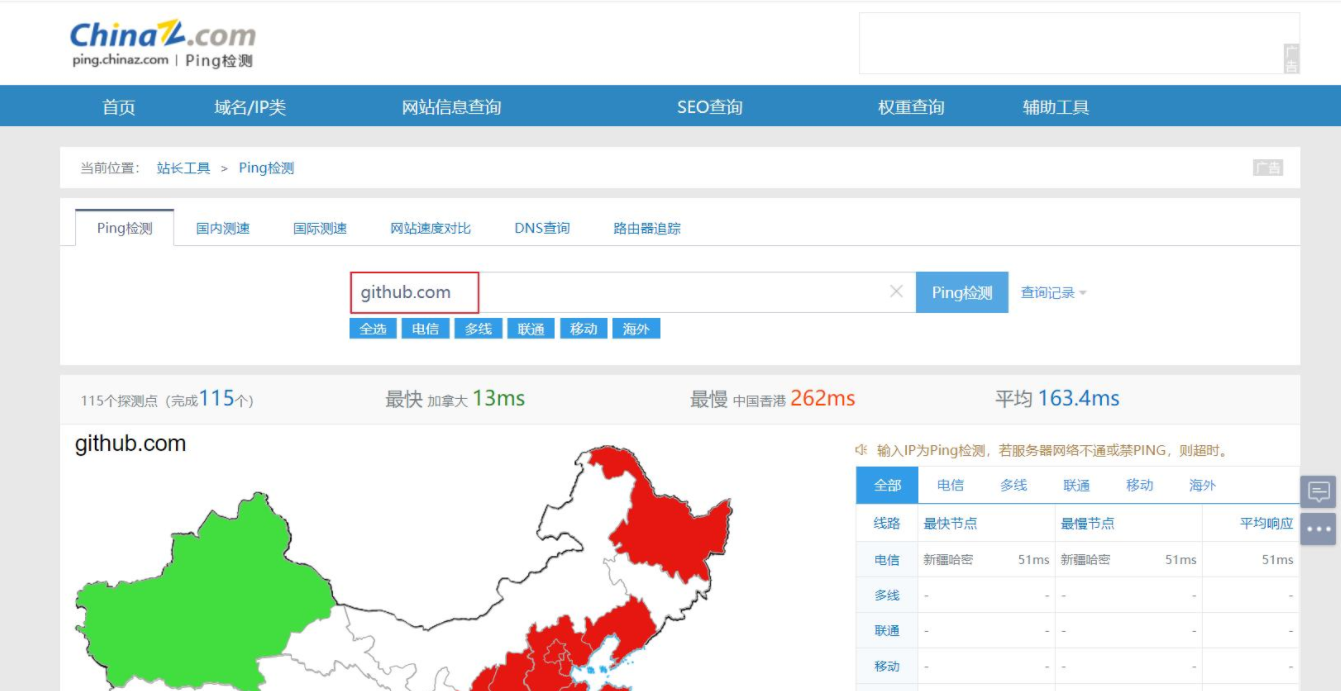 ChinaZ.com
ping.chinaz.com | Ping检测
广告
首页 域名/IP类 网站信息查询 SEO查询 权重查询 辅助工具
当前位置： 站长工具 > Ping检测 广告
Ping检测 国内测速 国际测速 网站速度对比 DNS查询 路由器追踪
github.com × Ping检测 查询记录
全选 电信 多线 联通 移动 海外
115个探测点（完成115个） 最快 加拿大 13ms 最慢 中国香港 262ms 平均 163.4ms
github.com
输入IP为Ping检测，若服务器网络不通或禁PING，则超时。
全部 电信 多线 联通 移动 海外
线路 最快节点 最慢节点 平均响应
电信 新疆哈密 51ms 新疆哈密 51ms 51ms
多线 - - - - -
联通 - - - - -
移动 - - - - -